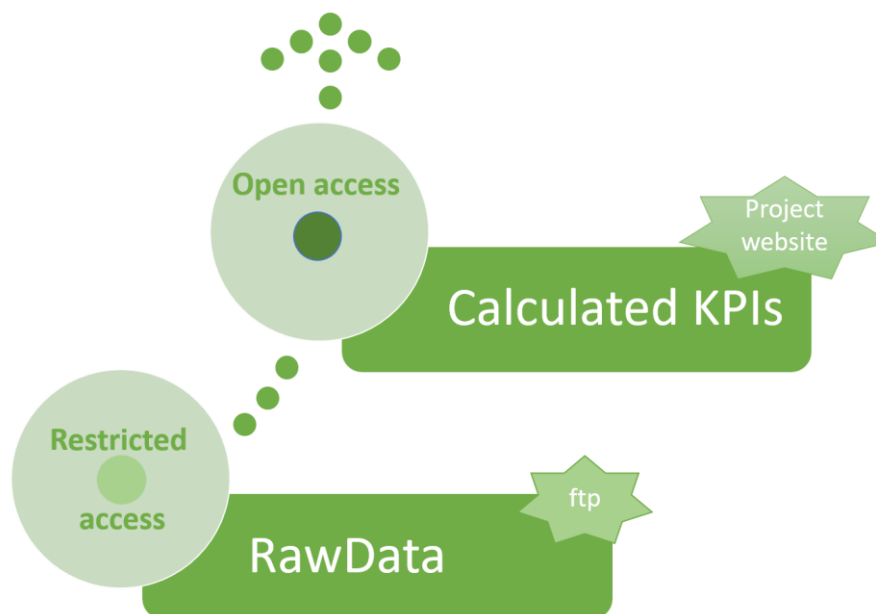 Open access
Project
website
Calculated KPIs
Restricted
access
ftp
RawData